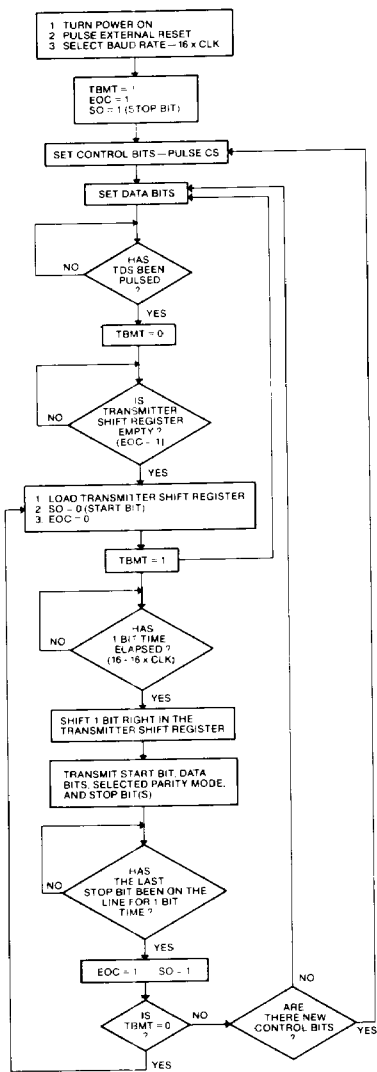 1 TURN POWER ON
2 PULSE EXTERNAL RESET
3 SELECT BAUD RATE – 16 x CLK
TBMT = 1
EOC = 1
SO = 1 (STOP BIT)
SET CONTROL BITS – PULSE CS
SET DATA BITS
HAS
TDS BEEN
PULSED
?
NO
YES
TBMT = 0
IS
TRANSMITTER
SHIFT REGISTER
EMPTY ?
(EOC - 1)
NO
YES
1 LOAD TRANSMITTER SHIFT REGISTER
2 SO – 0 (START BIT)
3. EOC = 0
TBMT = 1
HAS
1 BIT TIME
ELAPSED ?
(16 - 16 x CLK)
NO
YES
SHIFT 1 BIT RIGHT IN THE
TRANSMITTER SHIFT REGISTER
TRANSMIT START BIT, DATA
BITS, SELECTED PARITY MODE,
AND STOP BIT(S)
HAS
THE LAST
STOP BIT BEEN ON THE
LINE FOR 1 BIT
TIME ?
NO
YES
EOC = 1 SO – 1
IS
TBMT = 0
?
NO
YES
ARE
THERE NEW
CONTROL BITS
?
NO
YES